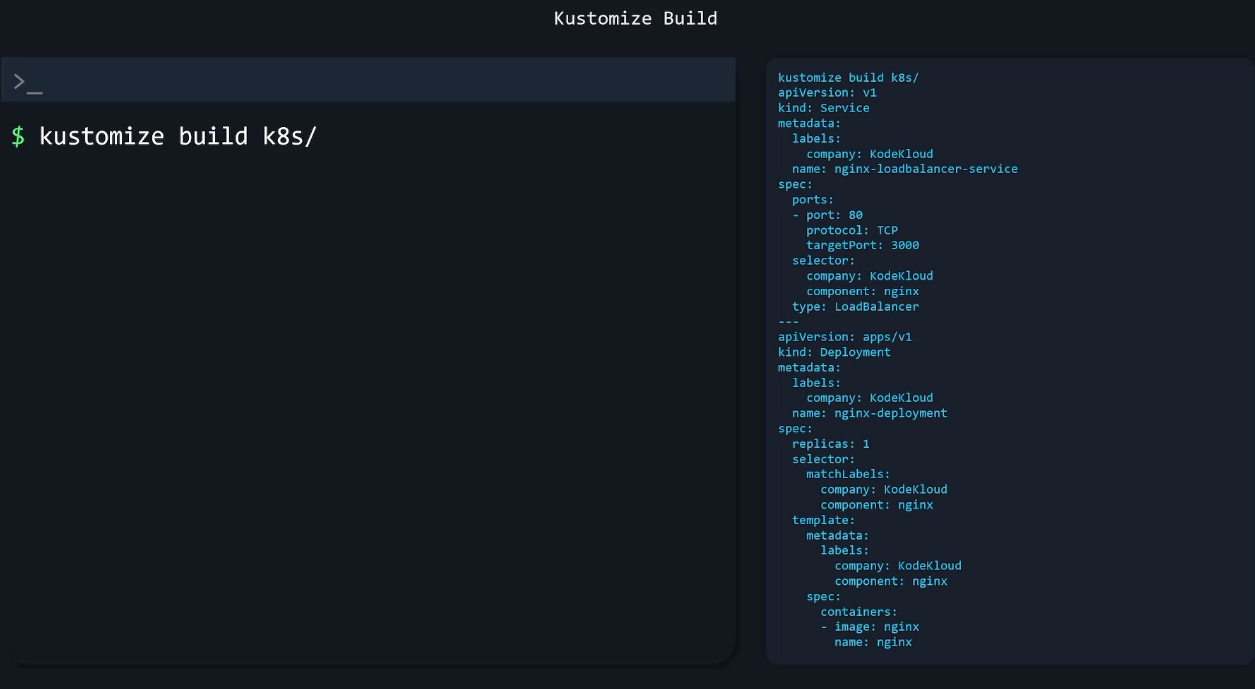 Kustomize Build
>_
$ kustomize build k8s/
kustomize build k8s/
apiVersion: v1
kind: Service
metadata:
  labels:
    company: KodeKloud
  name: nginx-loadbalancer-service
spec:
  ports:
  - port: 80
    protocol: TCP
    targetPort: 3000
  selector:
    company: KodeKloud
    component: nginx
  type: LoadBalancer
---
apiVersion: apps/v1
kind: Deployment
metadata:
  labels:
    company: KodeKloud
  name: nginx-deployment
spec:
  replicas: 1
  selector:
    matchLabels:
      company: KodeKloud
      component: nginx
  template:
    metadata:
      labels:
        company: KodeKloud
        component: nginx
    spec:
      containers:
      - image: nginx
        name: nginx